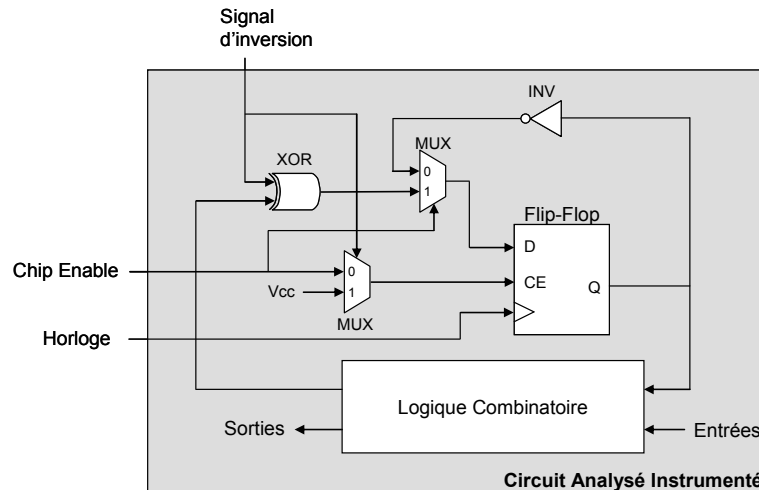 Signal
d’inversion
INV
MUX
XOR
0
1
Flip-Flop
D
Chip Enable
0
CE
Q
Vcc
1
MUX
Horloge
Logique Combinatoire
Sorties
Entrées
Circuit Analysé Instrumenté